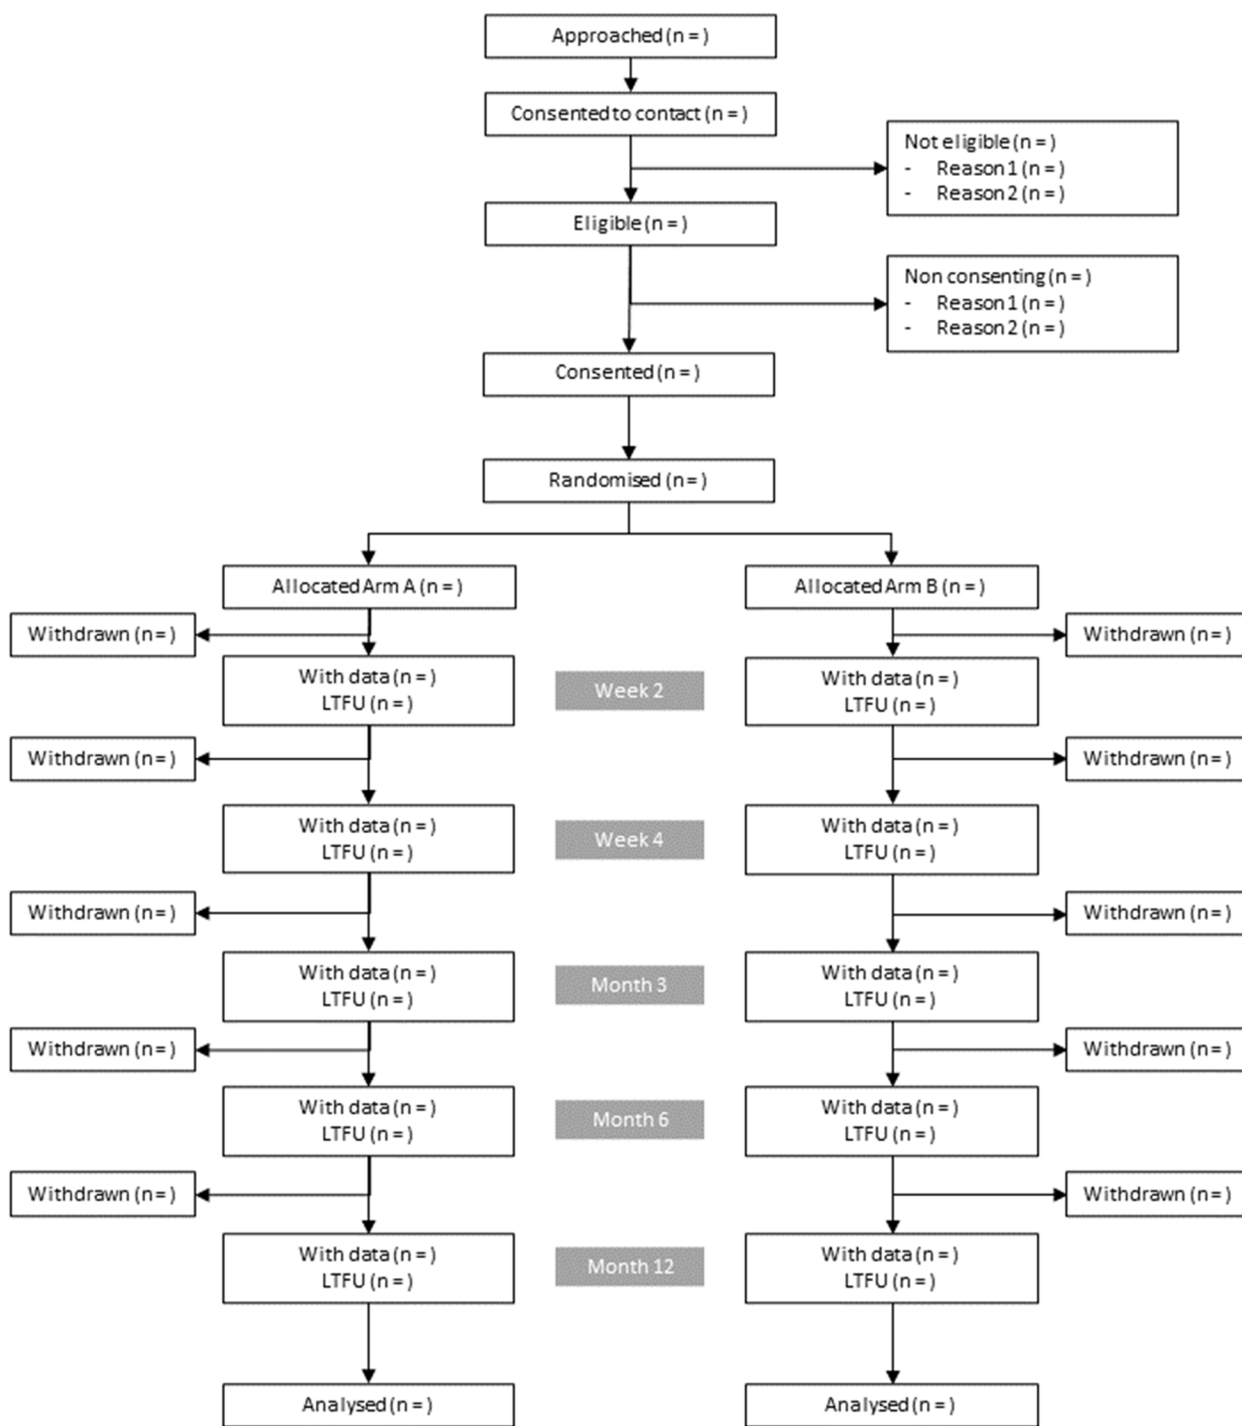 Approached (n = )
Consented to contact (n = )
Not eligible (n = )
- Reason 1 (n = )
- Reason 2 (n = )
Eligible (n = )
Non consenting (n = )
- Reason 1 (n = )
- Reason 2 (n = )
Consented (n = )
Randomised (n = )
Allocated Arm A (n = )
Allocated Arm B (n = )
Withdrawn (n = )
Withdrawn (n = )
With data (n = )
LTFU (n = )
Week 2
With data (n = )
LTFU (n = )
Withdrawn (n = )
Withdrawn (n = )
With data (n = )
LTFU (n = )
Week 4
With data (n = )
LTFU (n = )
Withdrawn (n = )
Withdrawn (n = )
With data (n = )
LTFU (n = )
Month 3
With data (n = )
LTFU (n = )
Withdrawn (n = )
Withdrawn (n = )
With data (n = )
LTFU (n = )
Month 6
With data (n = )
LTFU (n = )
Withdrawn (n = )
Withdrawn (n = )
With data (n = )
LTFU (n = )
Month 12
With data (n = )
LTFU (n = )
Analysed (n = )
Analysed (n = )